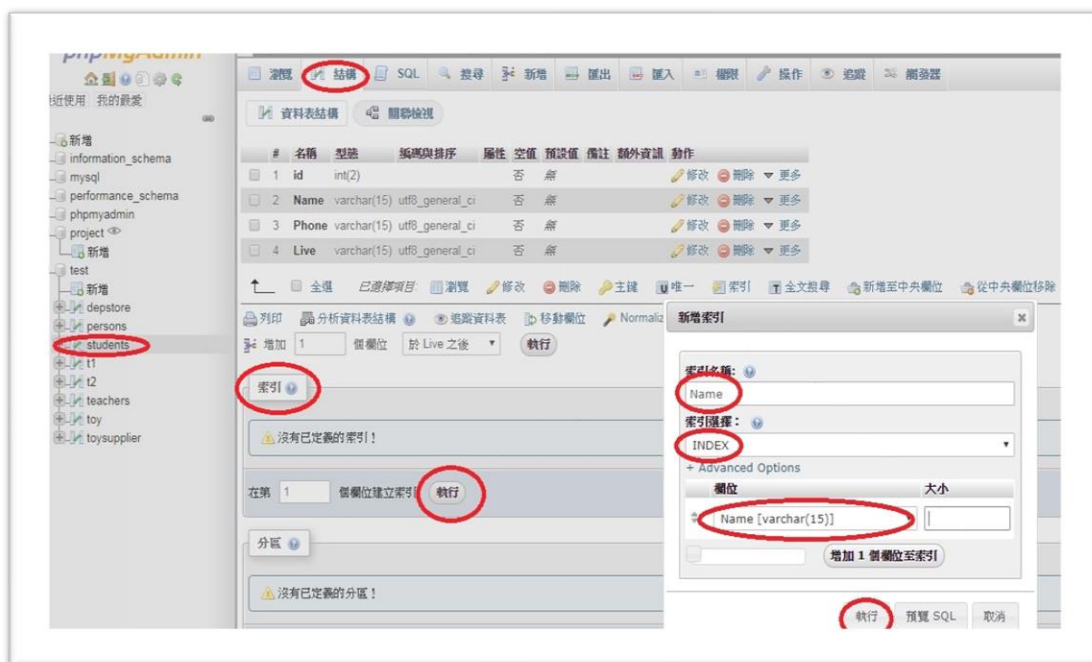 phpMyAdmin
最近使用 我的最愛
新增
information_schema
mysql
performance_schema
phpmyadmin
project
新增
test
新增
depstore
persons
students
t1
t2
teachers
toy
toysupplier
瀏覽 結構 SQL 搜尋 新增 匯出 匯入 權限 操作 追蹤 觸發器
資料表結構 關聯檢視
# 名稱 型態 編碼與排序 屬性 空值 預設值 備註 額外資訊 動作
1 id int(2) 否 無 修改 刪除 更多
2 Name varchar(15) utf8_general_ci 否 無 修改 刪除 更多
3 Phone varchar(15) utf8_general_ci 否 無 修改 刪除 更多
4 Live varchar(15) utf8_general_ci 否 無 修改 刪除 更多
全選 已選擇項目: 瀏覽 修改 刪除 主鍵 唯一 索引 全文搜尋 新增至中央欄位 從中央欄位移除
列印 分析資料表結構 追蹤資料表 移動欄位 Normaliz
增加 1 個欄位 於 Live 之後 執行
索引
沒有已定義的索引！
在第 1 個欄位建立索引 執行
分區
沒有已定義的分區！
新增索引
索引名稱:
Name
索引選擇：
INDEX
+ Advanced Options
欄位 大小
Name [varchar(15)]
增加 1 個欄位至索引
執行 預覽 SQL 取消